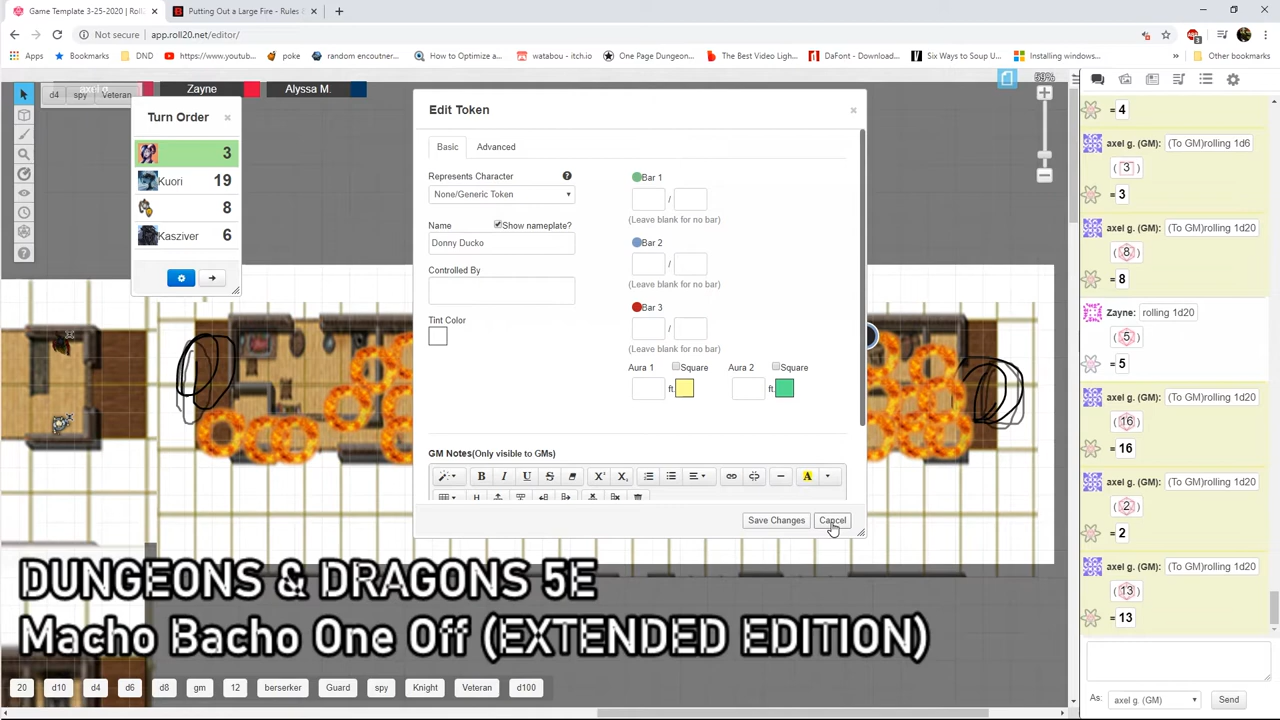 Game Template 3-25-2020 | Roll2
Putting Out a Large Fire - Rules &
Not secure | app.roll20.net/editor/
Apps
Bookmarks
DND
https://www.youtube...
poke
random encoutner...
watabou - itch.io
One Page Dungeon...
The Best Video Ligh...
DaFont - Download...
Six Ways to Soup U...
Installing windows...
Other bookmarks
d4
spy
Veteran
Zayne
Alyssa M.
59%
Turn Order
3
Kuori 19
8
Kasziver 6
Edit Token
Basic
Advanced
Represents Character
None/Generic Token
Name
Show nameplate?
Donny Ducko
Controlled By
Tint Color
Bar 1
/
(Leave blank for no bar)
Bar 2
/
(Leave blank for no bar)
Bar 3
/
(Leave blank for no bar)
Aura 1
Square
Aura 2
Square
ft.
ft.
GM Notes(Only visible to GMs)
Save Changes
Cancel
= 4
axel g. (GM): (To GM)rolling 1d6
(3)
= 3
axel g. (GM): (To GM)rolling 1d20
(8)
= 8
Zayne: rolling 1d20
(5)
= 5
axel g. (GM): (To GM)rolling 1d20
(16)
= 16
axel g. (GM): (To GM)rolling 1d20
(2)
= 2
axel g. (GM): (To GM)rolling 1d20
(13)
= 13
DUNGEONS & DRAGONS 5E
Macho Bacho One Off (EXTENDED EDITION)
20
d10
d4
d6
d8
gm
12
berserker
Guard
spy
Knight
Veteran
d100
As: axel g. (GM)
Send